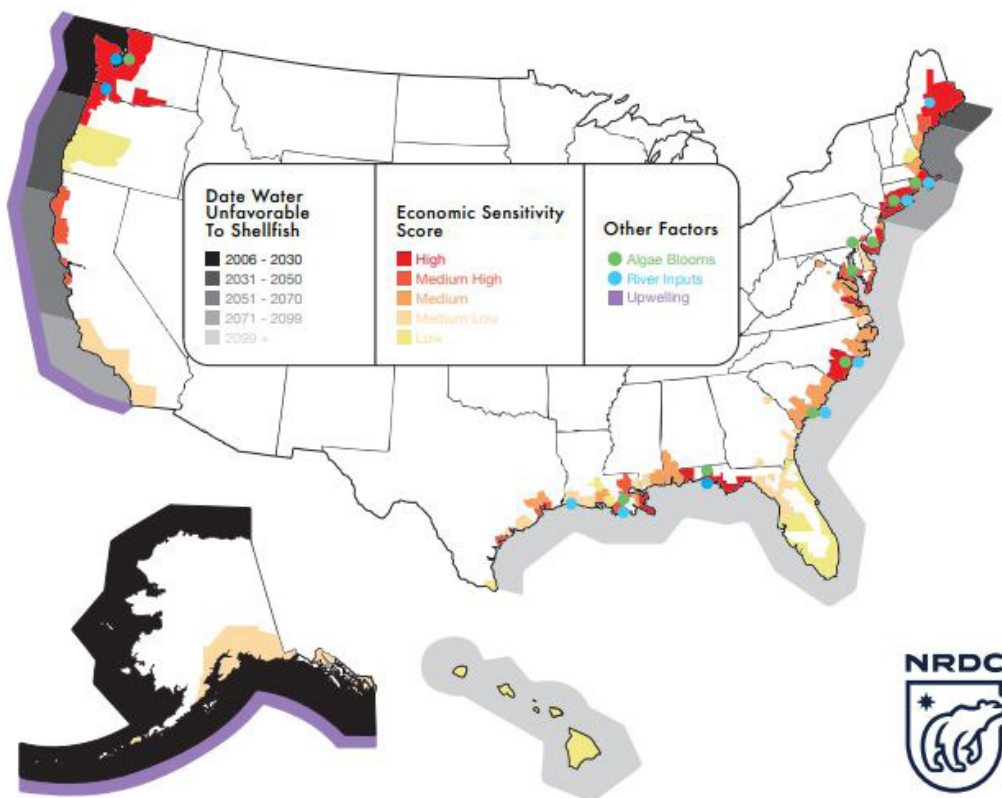 Date Water
Unfavorable
To Shellfish
2006 - 2030
2031 - 2050
2051 - 2070
2071 - 2099
2099 +
Economic Sensitivity
Score
High
Medium High
Medium
Medium Low
Low
Other Factors
Algae Blooms
River Inputs
Upwelling
NRDC